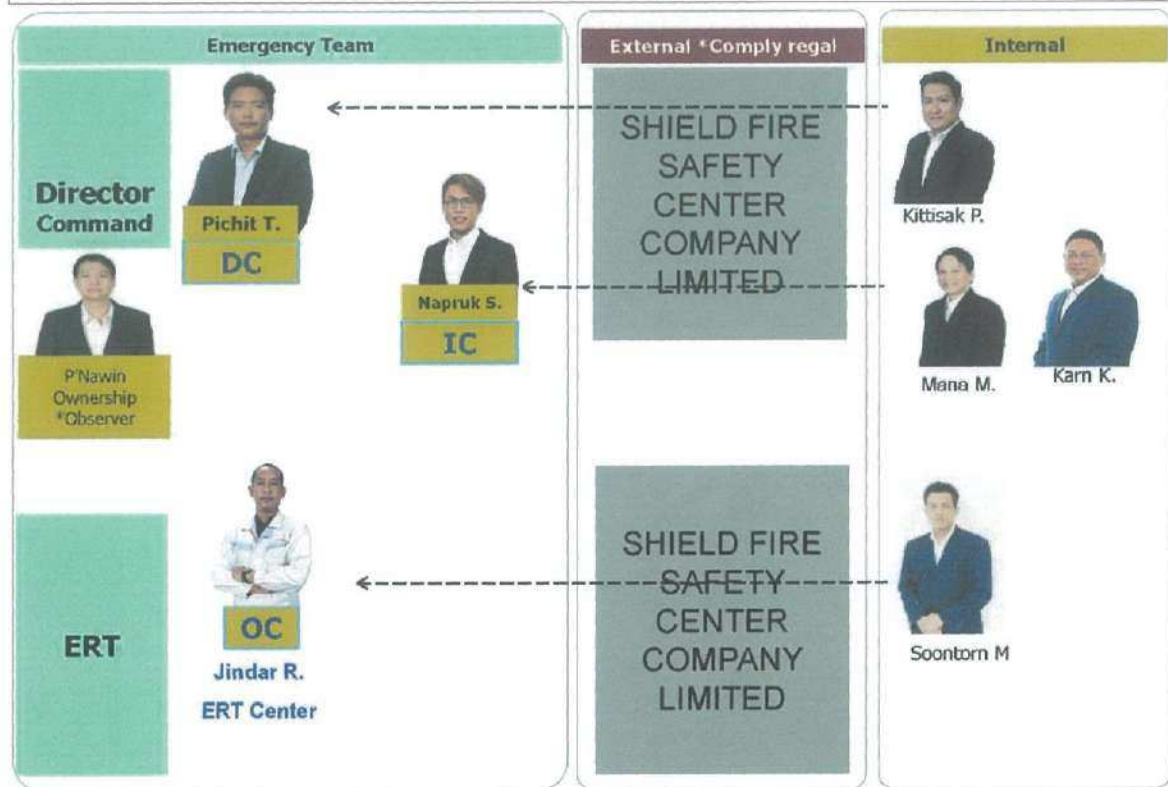 Emergency Team
External *Comply regal
Internal
Director
Command
Pichit T.
DC
Napruk S.
IC
P'Nawin
Ownership
*Observer
SHIELD FIRE
SAFETY
CENTER
COMPANY
LIMITED
Kittisak P.
Mana M.
Karn K.
ERT
OC
Jindar R.
ERT Center
SHIELD FIRE
SAFETY
CENTER
COMPANY
LIMITED
Soontorn M